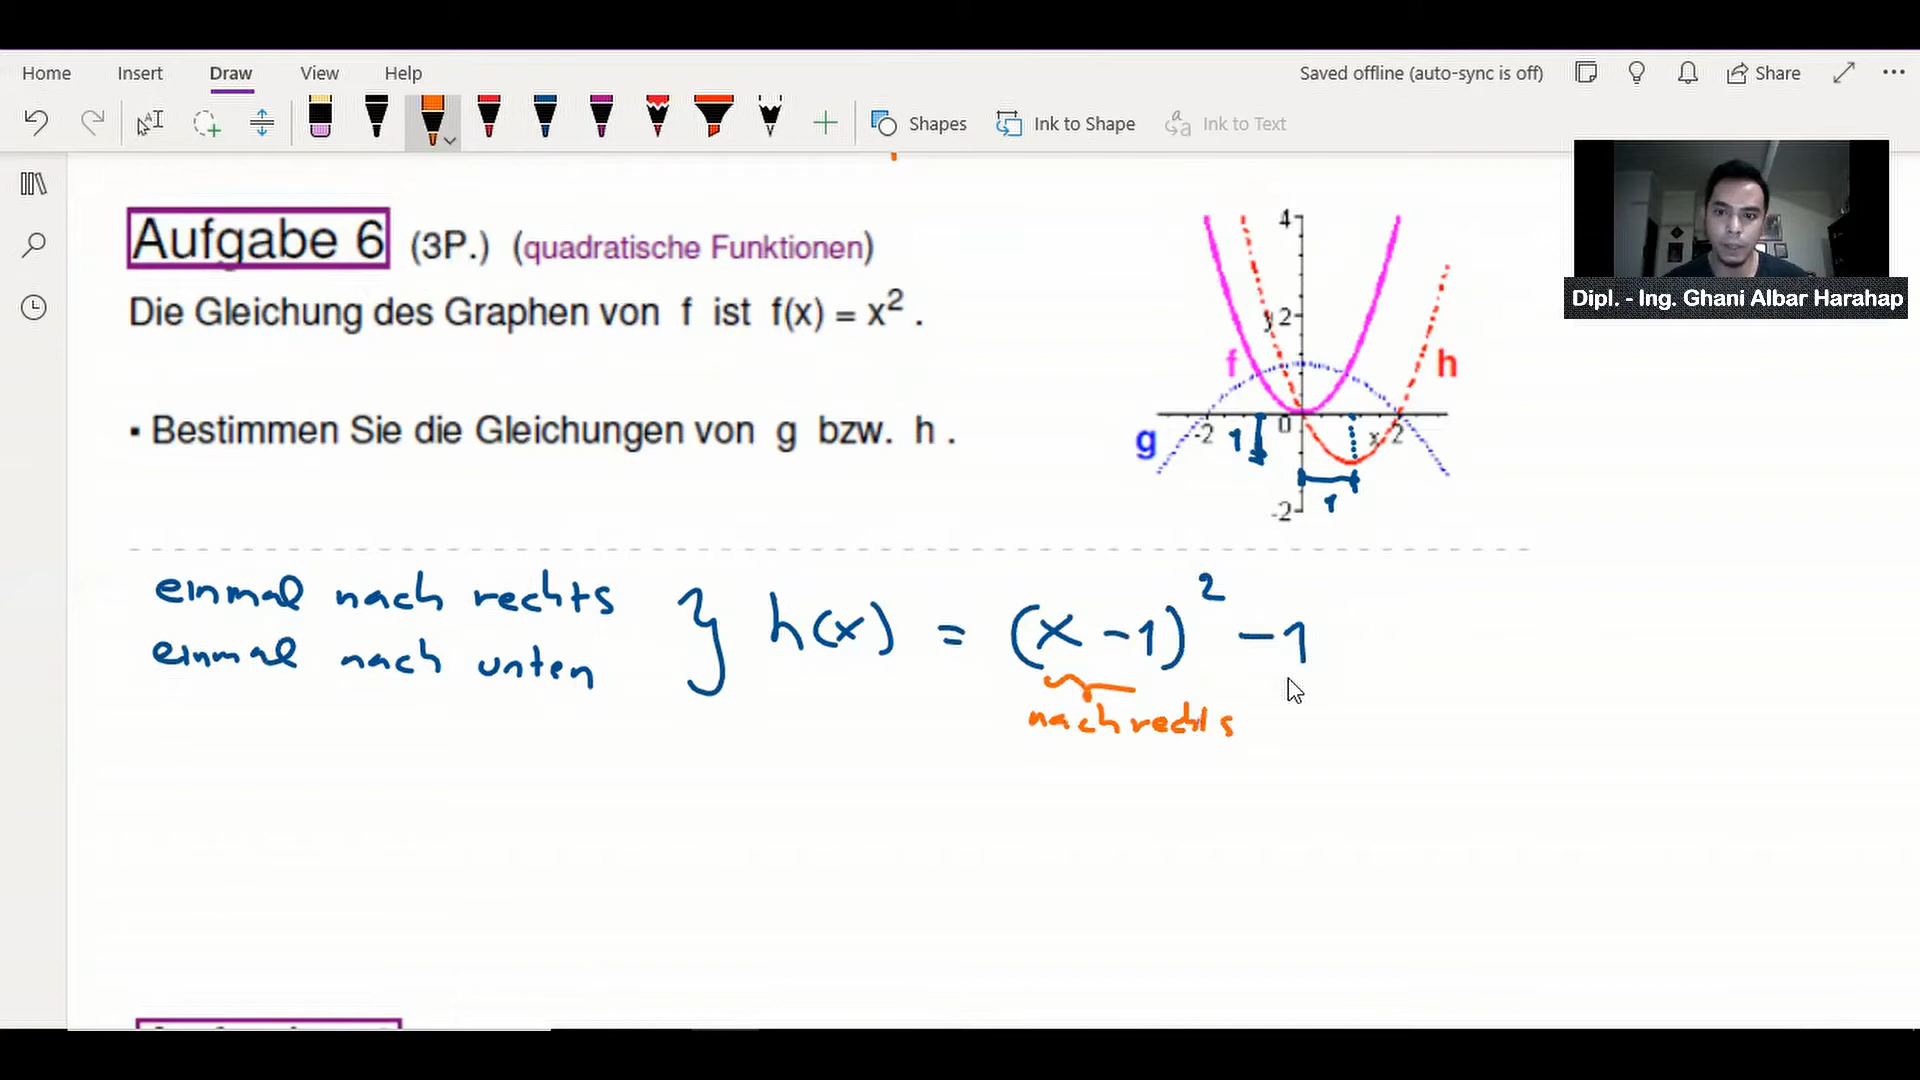 Home Insert Draw View Help Saved offline (auto-sync is off) Share
Shapes Ink to Shape Ink to Text
Aufgabe 6 (3P.) (quadratische Funktionen)
Die Gleichung des Graphen von f ist f(x) = x² .
▪ Bestimmen Sie die Gleichungen von g bzw. h .
4
y 2
f
h
g
-2 1 0 x 2
1
-2
Dipl. - Ing. Ghani Albar Harahap
einmal nach rechts
einmal nach unten
} h(x) = (x - 1)² - 1
nach rechts